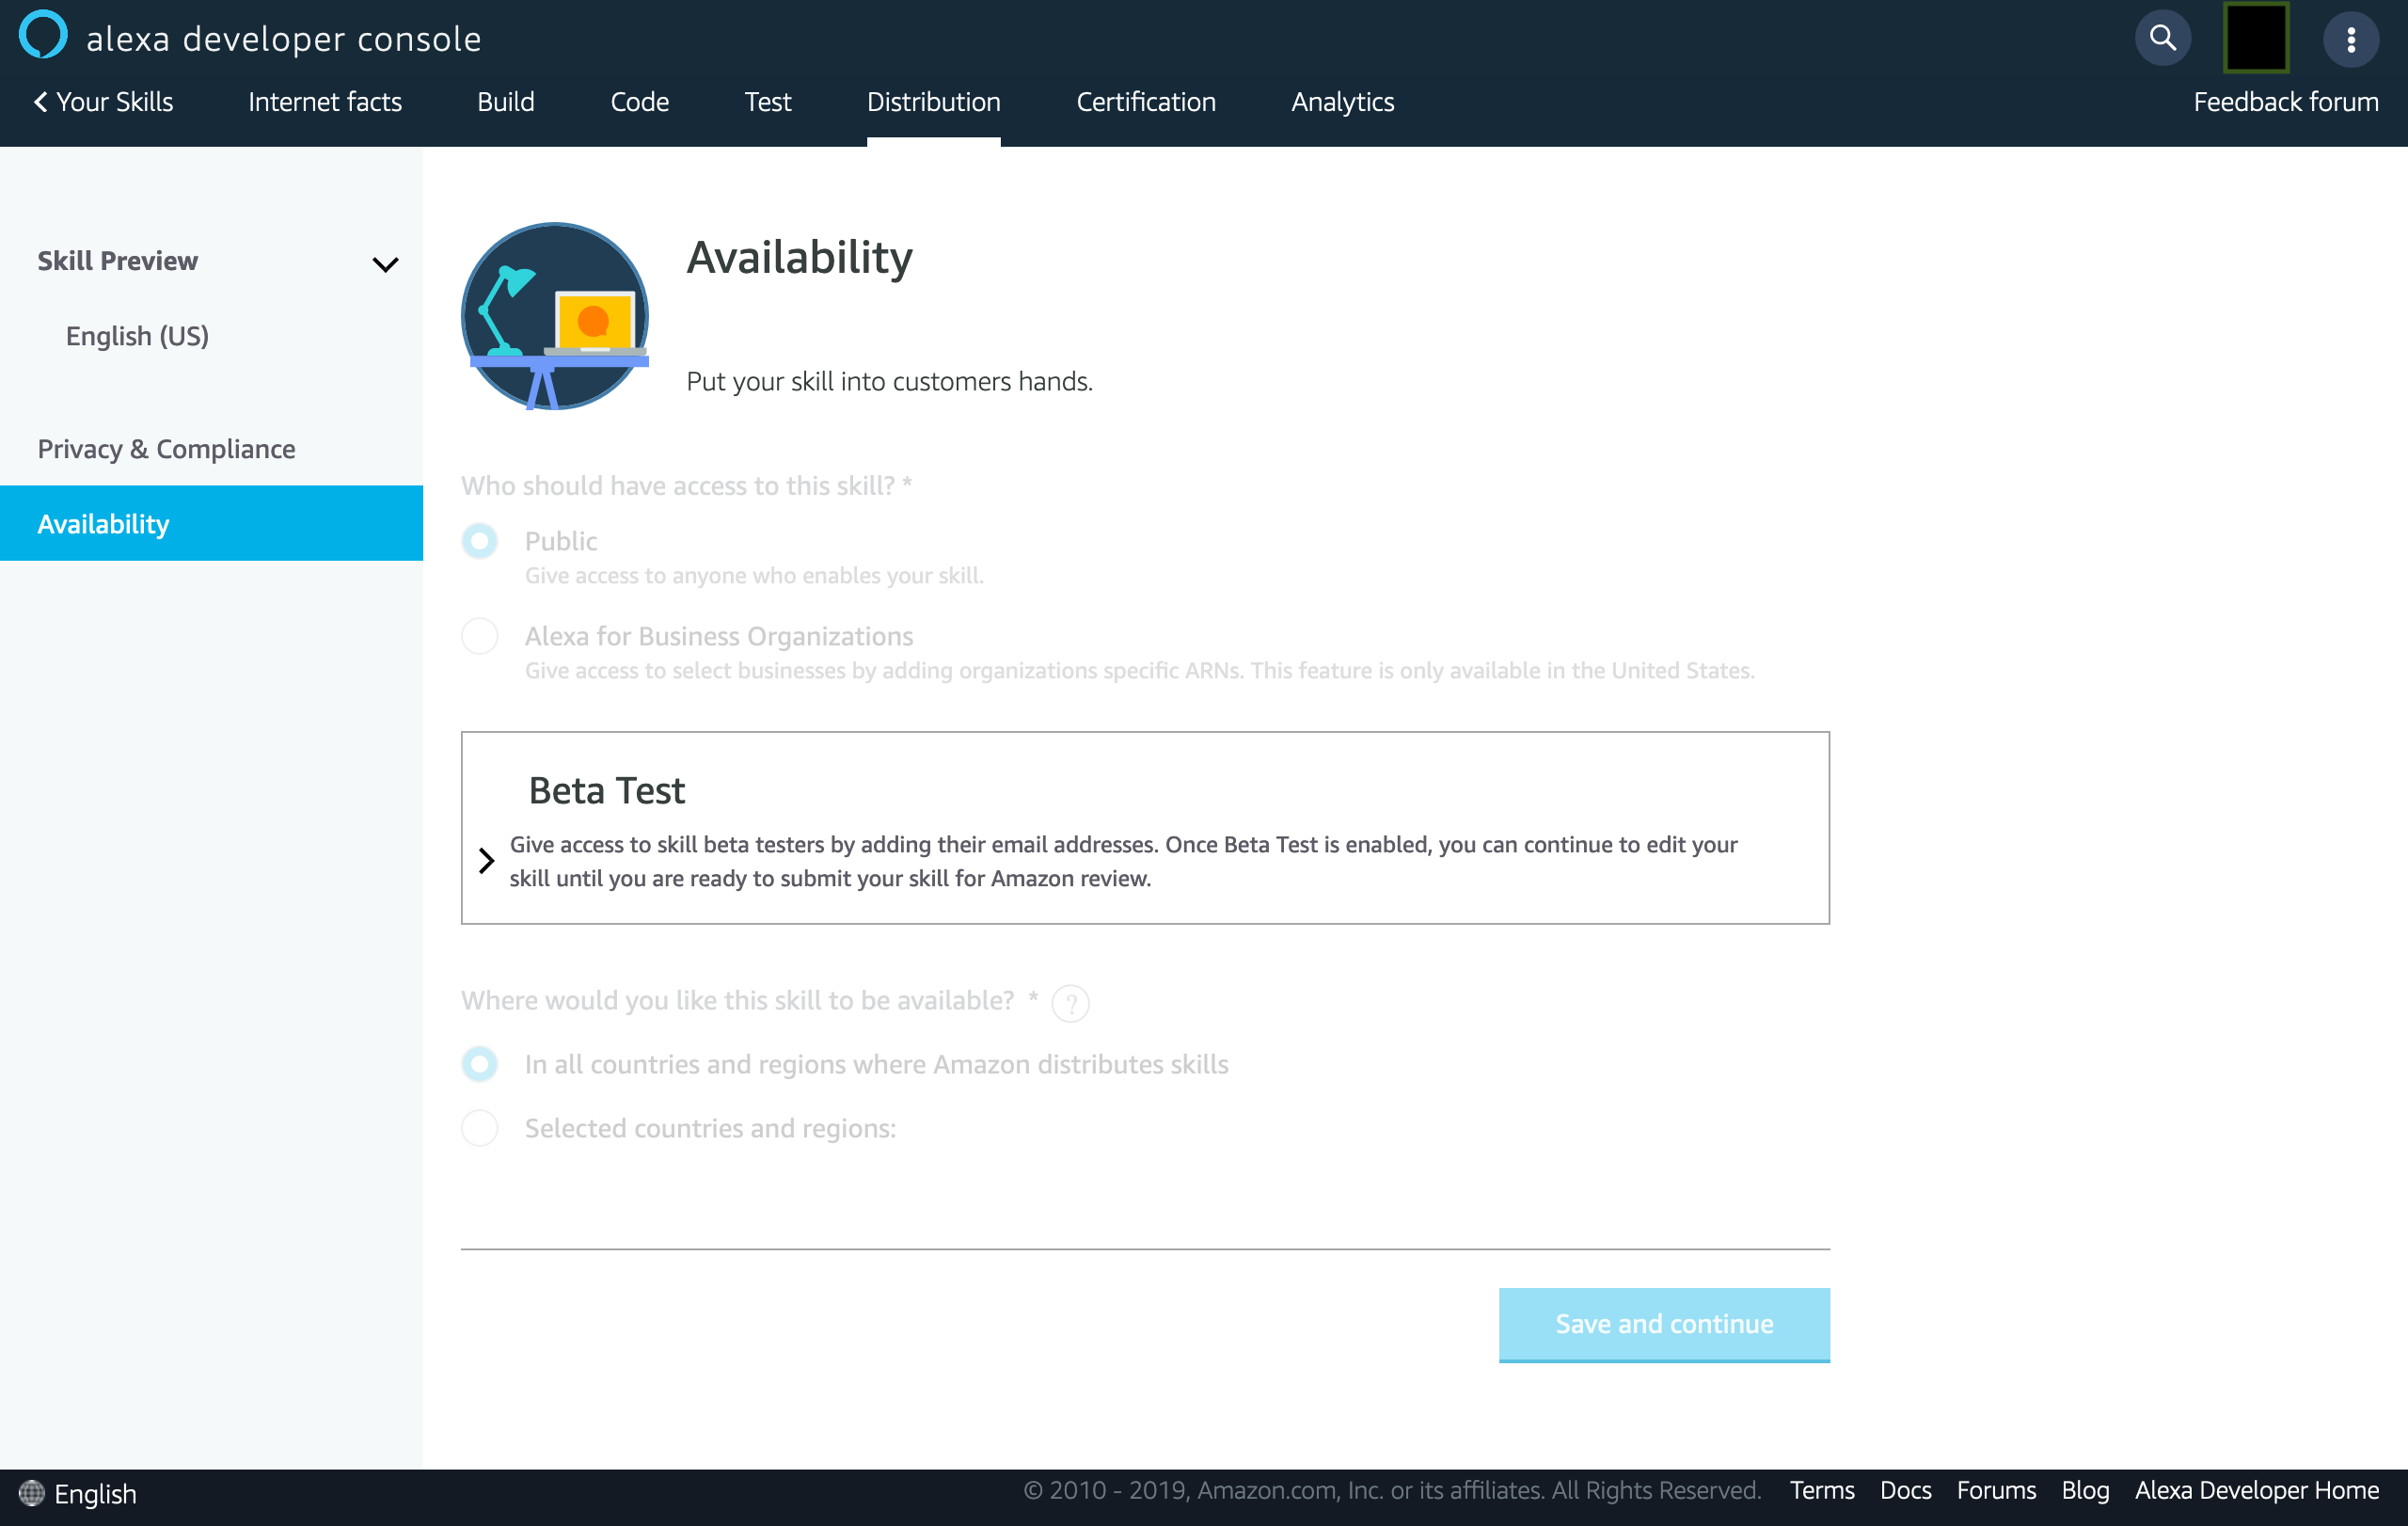 alexa developer console
Your Skills
Internet facts
Build
Code
Test
Distribution
Certification
Analytics
Feedback forum
Skill Preview
English (US)
Privacy & Compliance
Availability
Availability
Put your skill into customers hands.
Who should have access to this skill? *
Public
Give access to anyone who enables your skill.
Alexa for Business Organizations
Give access to select businesses by adding organizations specific ARNs. This feature is only available in the United States.
Beta Test
Give access to skill beta testers by adding their email addresses. Once Beta Test is enabled, you can continue to edit your
skill until you are ready to submit your skill for Amazon review.
Where would you like this skill to be available? * ?
In all countries and regions where Amazon distributes skills
Selected countries and regions:
Save and continue
English
© 2010 - 2019, Amazon.com, Inc. or its affiliates. All Rights Reserved.
Terms
Docs
Forums
Blog
Alexa Developer Home